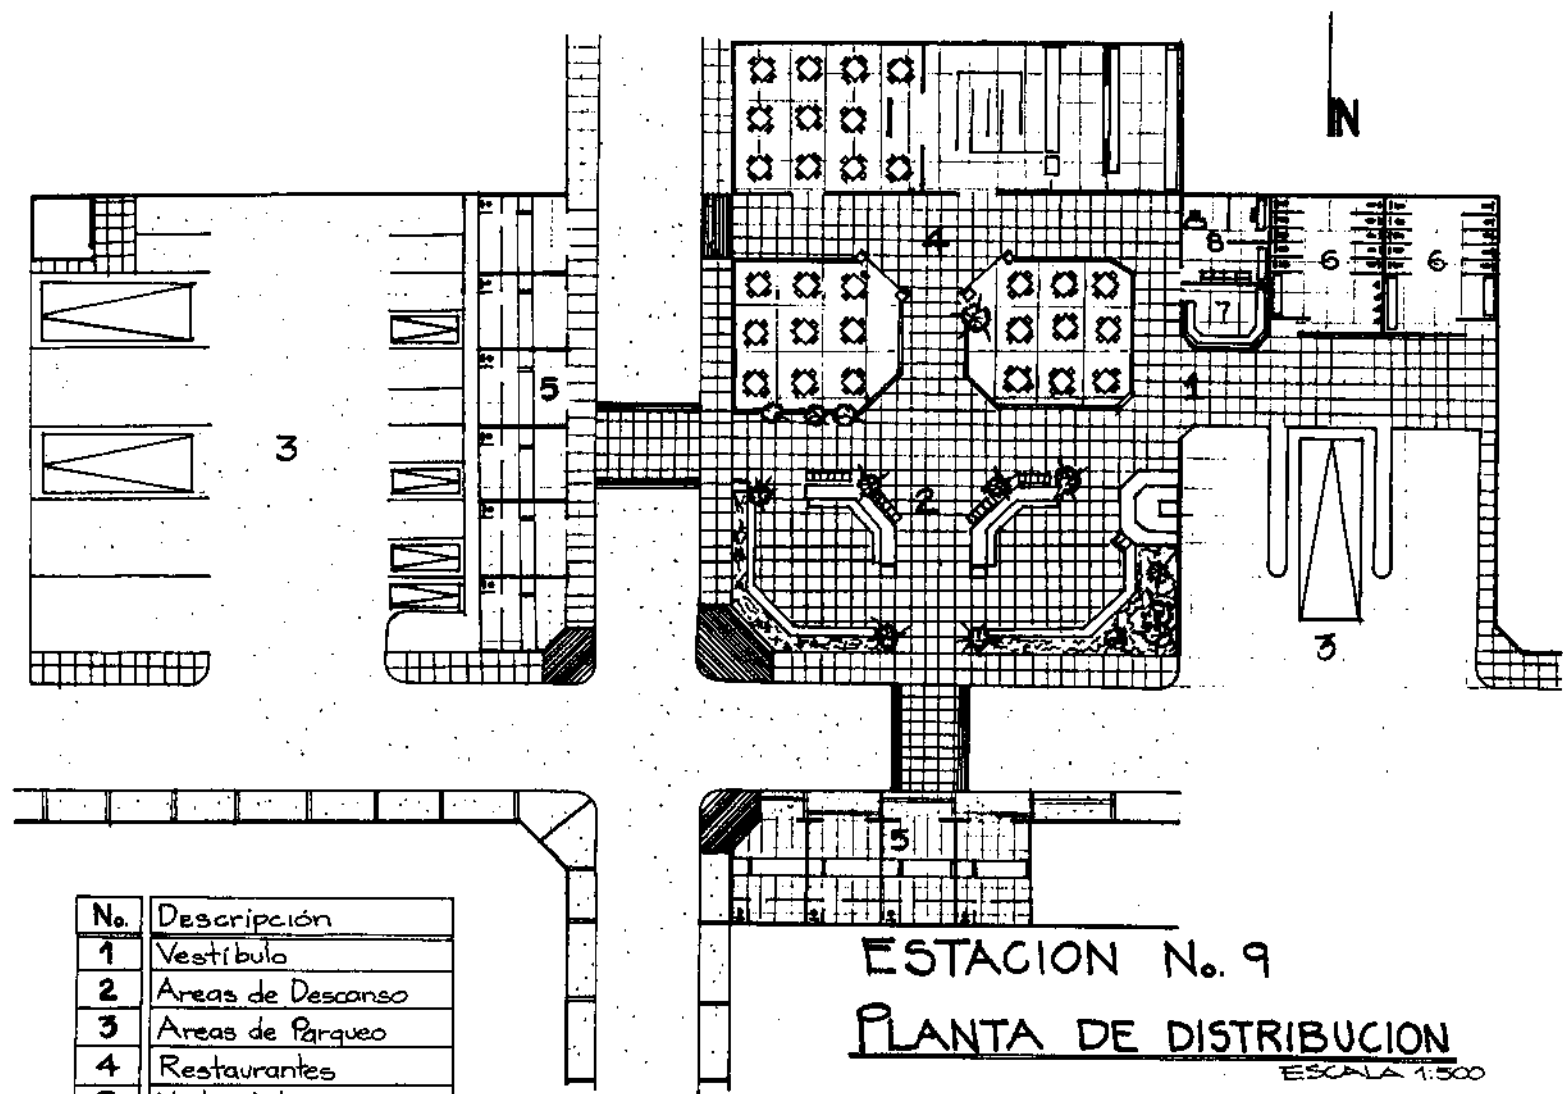 N
4
8
6
6
7
5
1
3
2
3
5
No. Descripción
1 Vestíbulo
2 Areas de Descanso
3 Areas de Parqueo
4 Restaurantes
ESTACION No. 9
PLANTA DE DISTRIBUCION
ESCALA 1:500